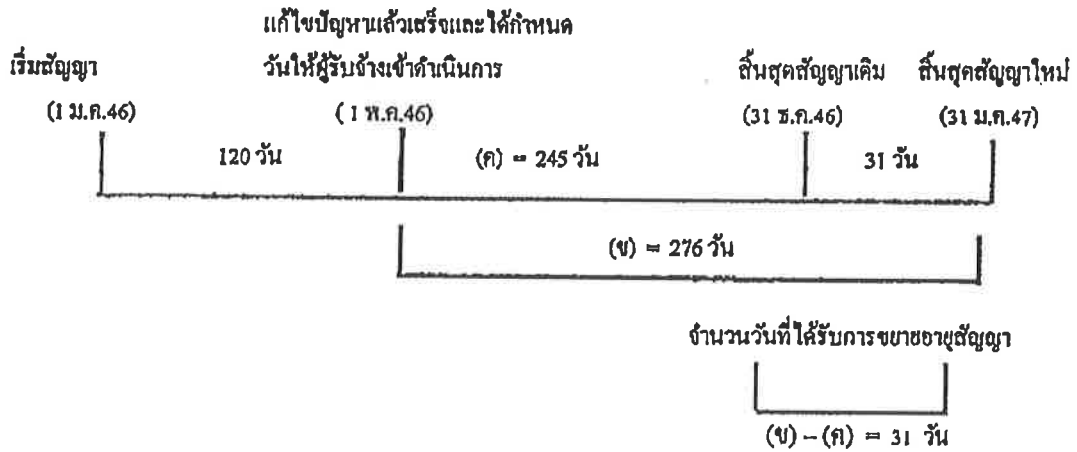 แก้ไขปัญหาแล้วเสร็จและได้กำหนด
เริ่มสัญญา วันให้ผู้รับจ้างเข้าดำเนินการ สิ้นสุดสัญญาเดิม สิ้นสุดสัญญาใหม่
(1 ม.ค.46) ( 1 พ.ค.46) (31 ธ.ค.46) (31 ม.ค.47)
120 วัน (ค) = 245 วัน 31 วัน
(ข) = 276 วัน
จำนวนวันที่ได้รับการขยายอายุสัญญา
(ข) – (ค) = 31 วัน